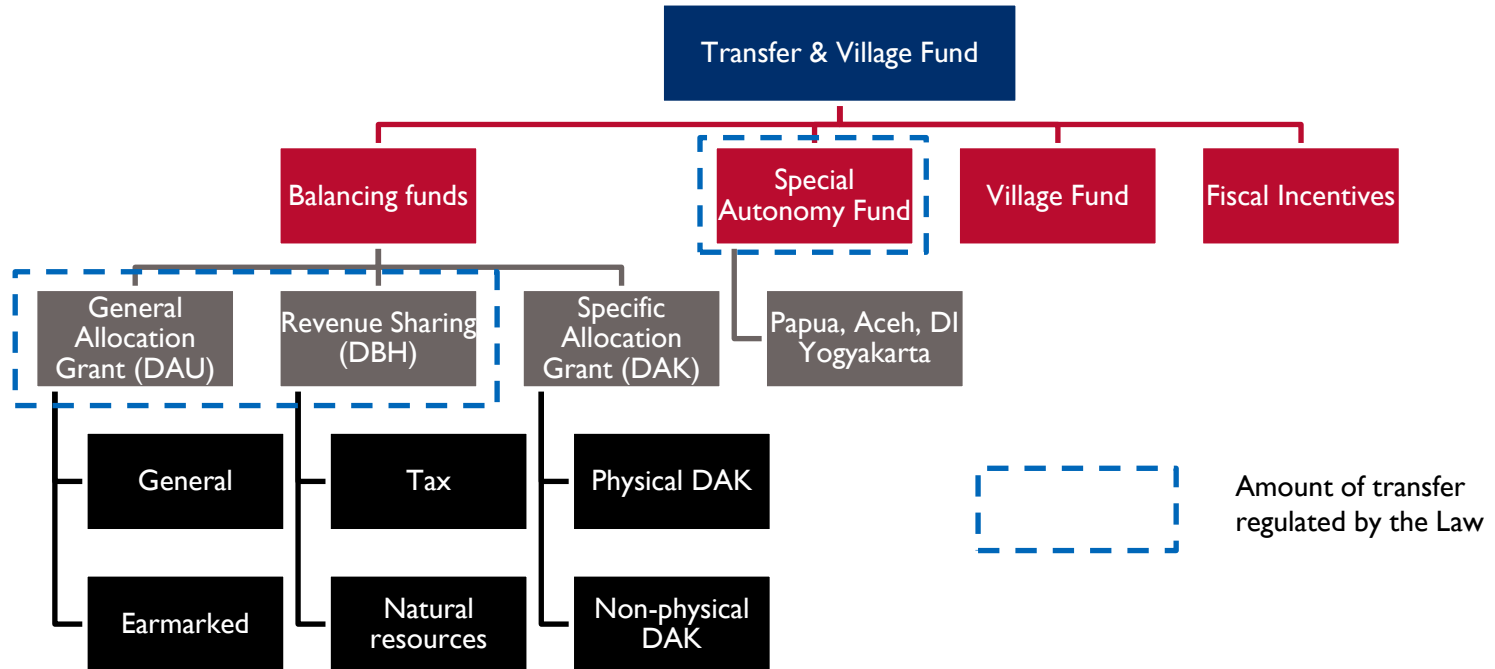 Transfer & Village Fund
Balancing funds
Special
Autonomy Fund
Village Fund
Fiscal Incentives
General
Allocation
Grant (DAU)
Revenue Sharing
(DBH)
Specific
Allocation
Grant (DAK)
Papua, Aceh, DI
Yogyakarta
General
Tax
Physical DAK
Earmarked
Natural
resources
Non-physical
DAK
Amount of transfer
regulated by the Law